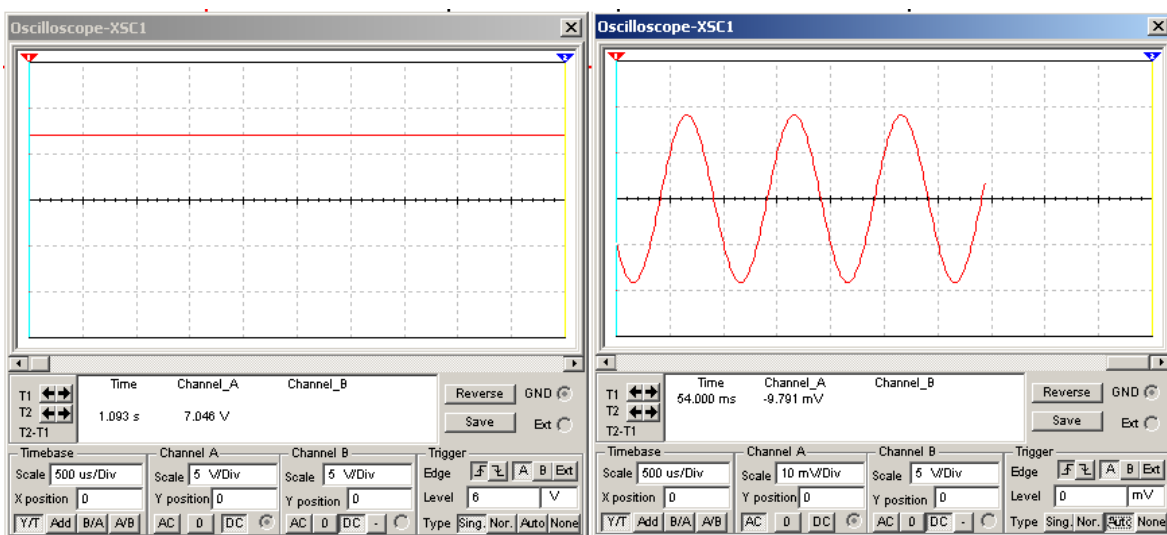 Oscilloscope-XSC1
1 2
T1
T2
T2-T1
Time Channel_A Channel_B
1.093 s 7.046 V
Reverse GND
Save Ext
Timebase
Scale 500 us/Div
X position 0
Y/T Add B/A A/B
Channel A
Scale 5 V/Div
Y position 0
AC 0 DC
Channel B
Scale 5 V/Div
Y position 0
AC 0 DC -
Trigger
Edge A B Ext
Level 6 V
Type Sing. Nor. Auto None
Oscilloscope-XSC1
1 2
T1
T2
T2-T1
Time Channel_A Channel_B
54.000 ms -9.791 mV
Reverse GND
Save Ext
Timebase
Scale 500 us/Div
X position 0
Y/T Add B/A A/B
Channel A
Scale 10 mV/Div
Y position 0
AC 0 DC
Channel B
Scale 5 V/Div
Y position 0
AC 0 DC -
Trigger
Edge A B Ext
Level 0 mV
Type Sing. Nor. Auto None